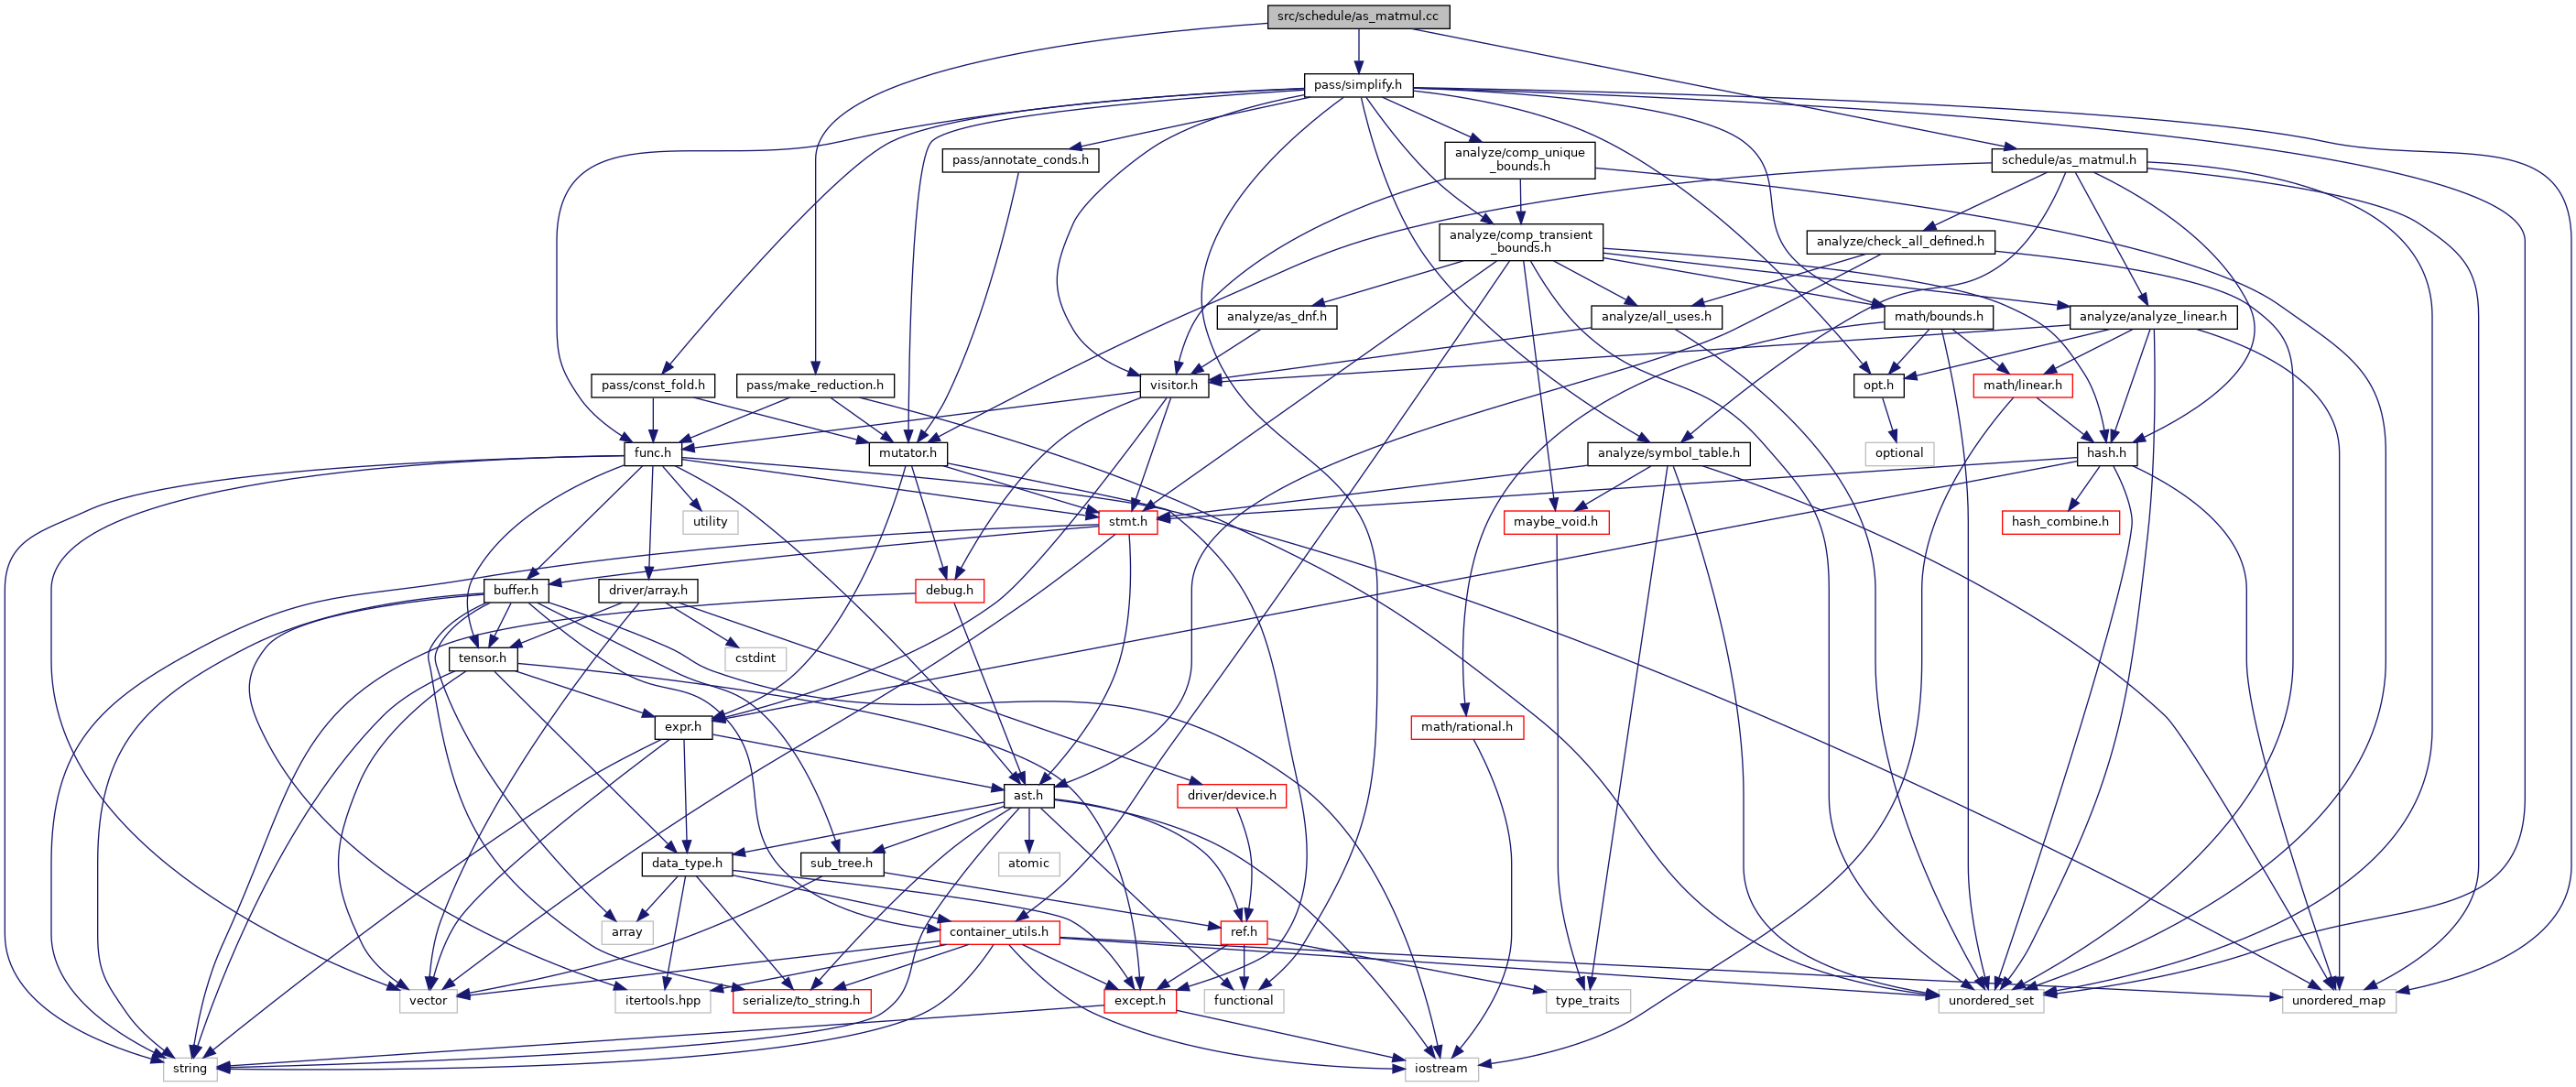 src/schedule/as_matmul.cc
pass/simplify.h
pass/annotate_conds.h
analyze/comp_unique
_bounds.h
schedule/as_matmul.h
analyze/comp_transient
_bounds.h
analyze/check_all_defined.h
analyze/as_dnf.h
analyze/all_uses.h
math/bounds.h
analyze/analyze_linear.h
pass/const_fold.h
pass/make_reduction.h
visitor.h
opt.h
math/linear.h
func.h
mutator.h
analyze/symbol_table.h
optional
hash.h
utility
stmt.h
maybe_void.h
hash_combine.h
buffer.h
driver/array.h
debug.h
tensor.h
cstdint
expr.h
math/rational.h
ast.h
driver/device.h
data_type.h
sub_tree.h
atomic
array
container_utils.h
ref.h
vector
itertools.hpp
serialize/to_string.h
except.h
functional
type_traits
unordered_set
unordered_map
string
iostream